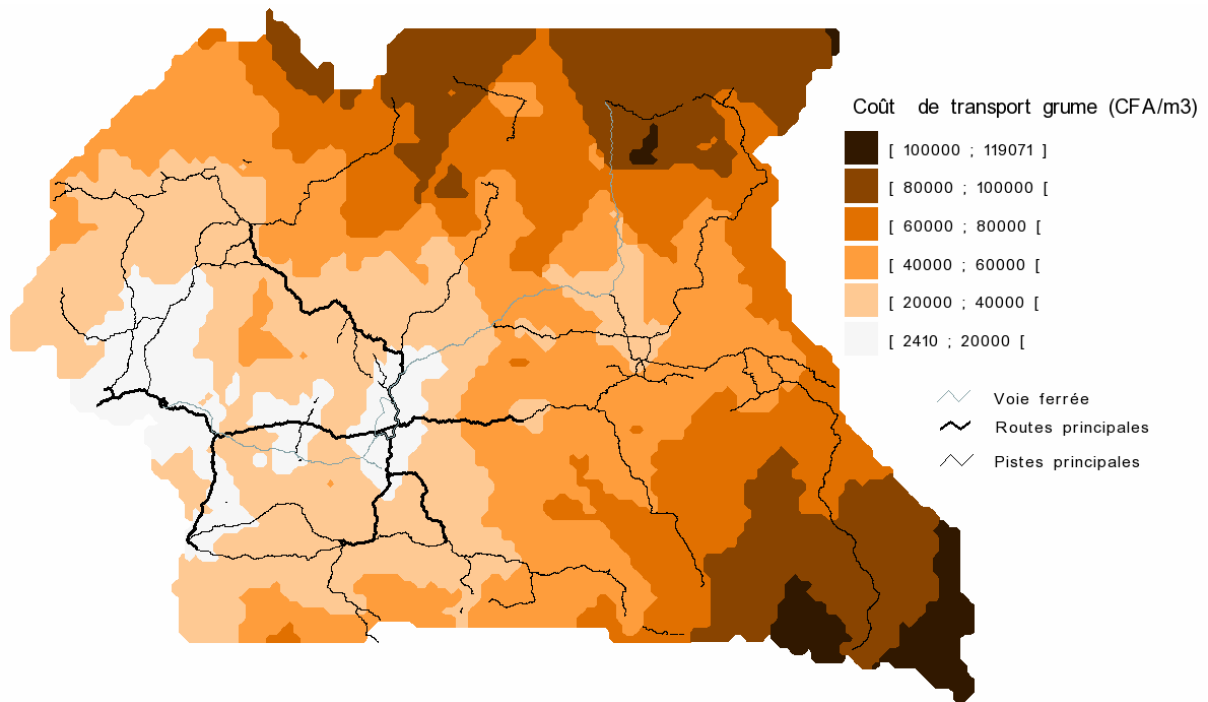 Coût de transport grume (CFA/m3)
[ 100000 ; 119071 ]
[ 80000 ; 100000 [
[ 60000 ; 80000 [
[ 40000 ; 60000 [
[ 20000 ; 40000 [
[ 2410 ; 20000 [
Voie ferrée
Routes principales
Pistes principales